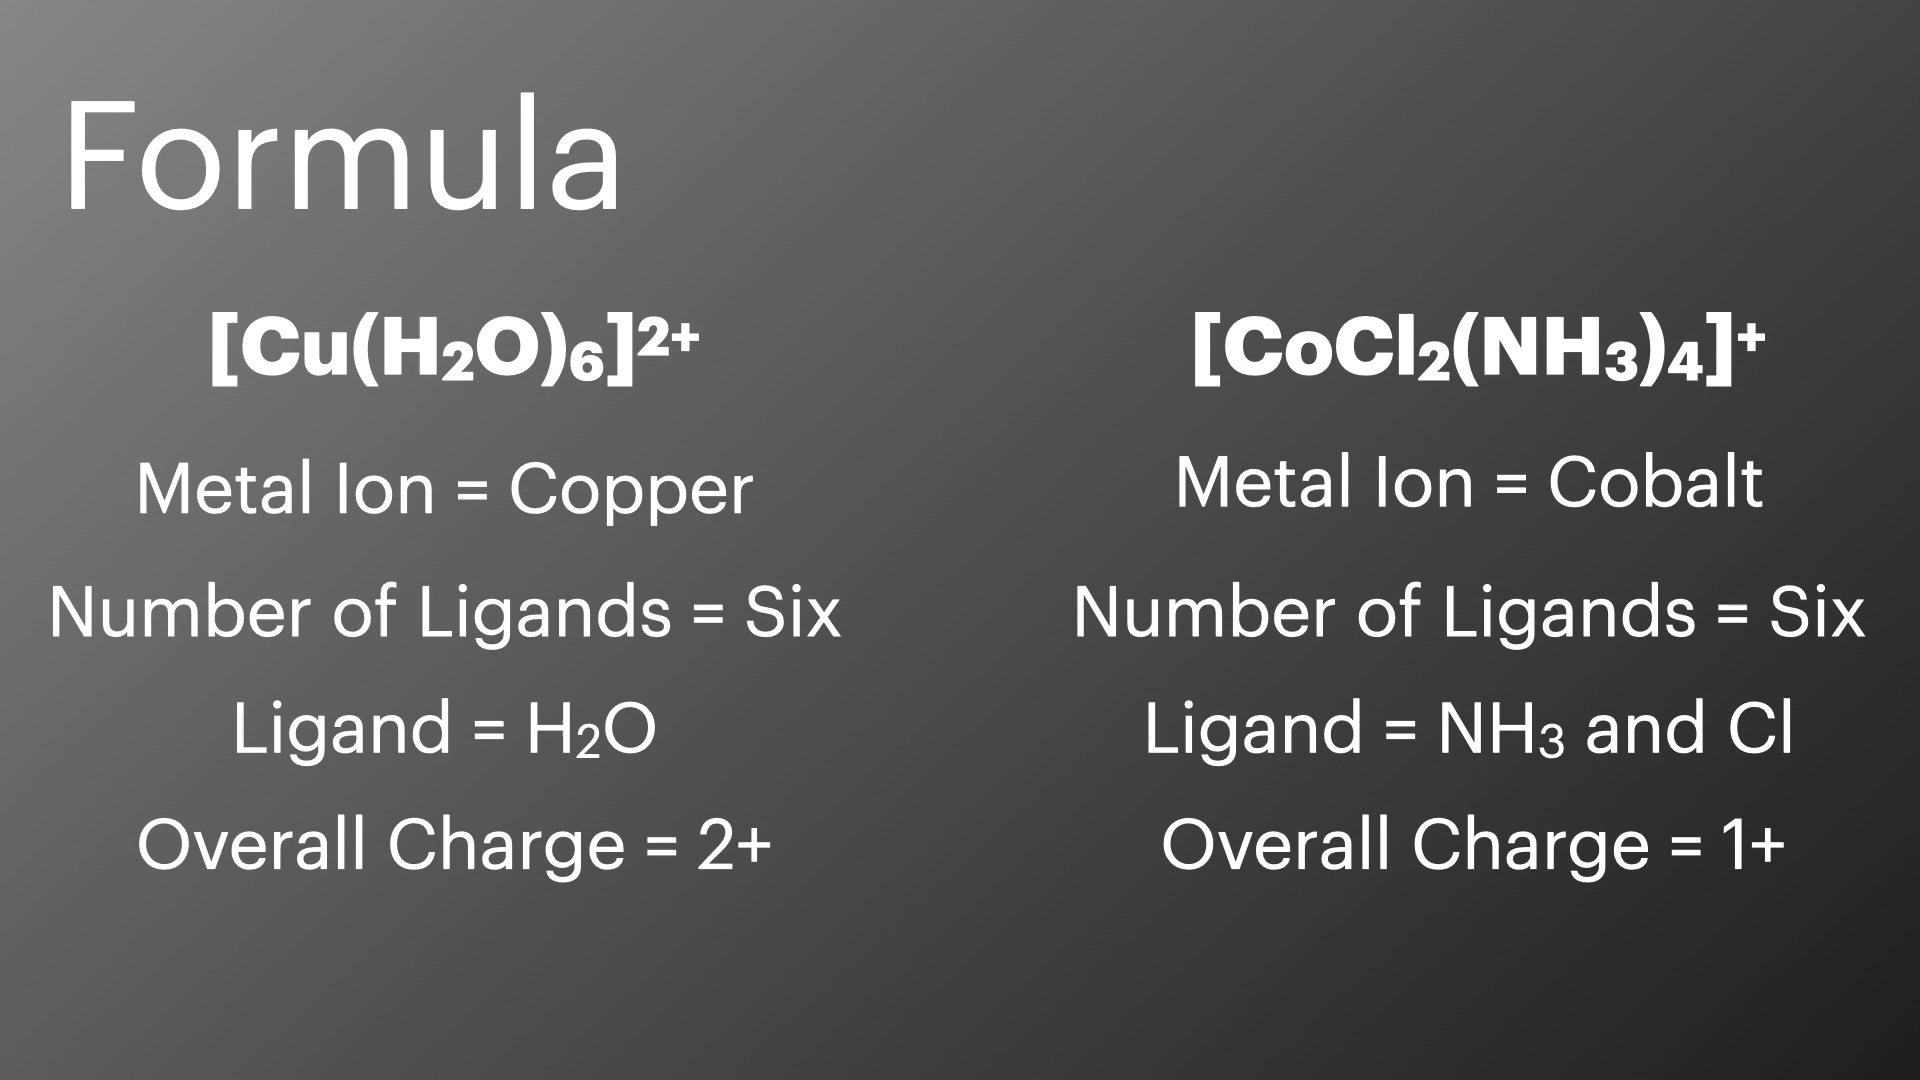 Formula
[Cu(H₂O)₆]²⁺
Metal Ion = Copper
Number of Ligands = Six
Ligand = H₂O
Overall Charge = 2+
[CoCl₂(NH₃)₄]⁺
Metal Ion = Cobalt
Number of Ligands = Six
Ligand = NH₃ and Cl
Overall Charge = 1+